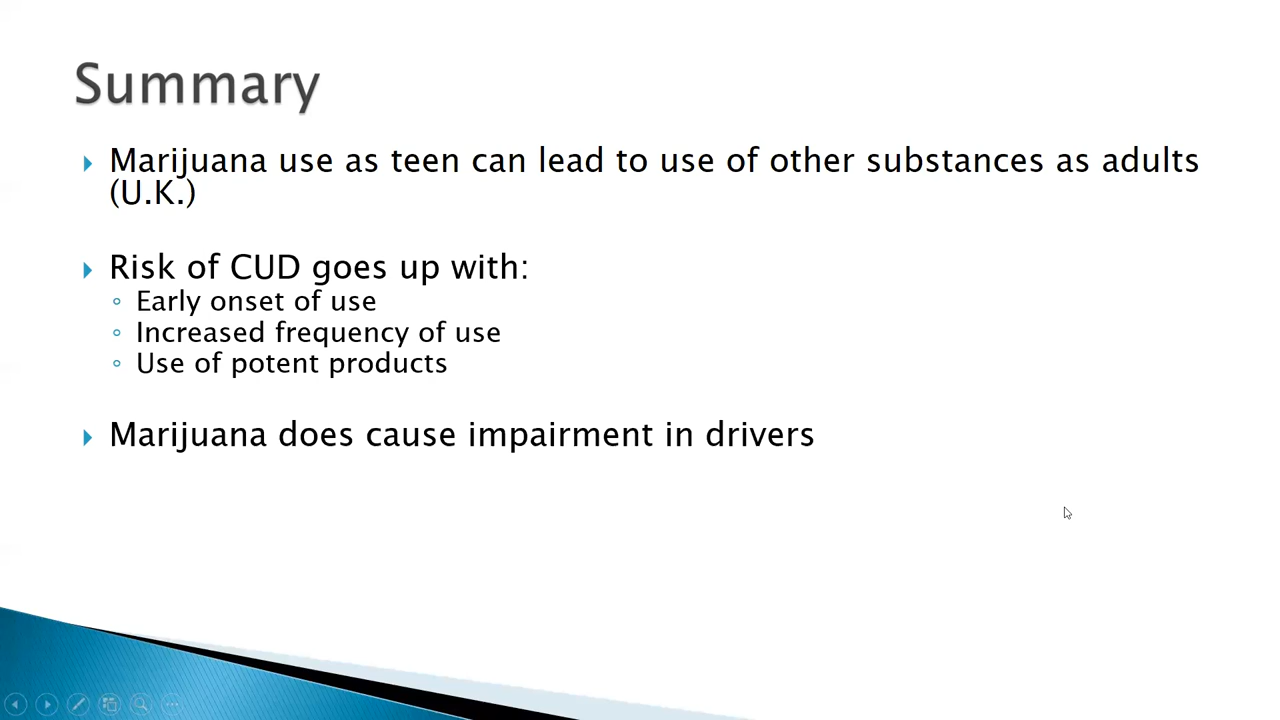 Summary
Marijuana use as teen can lead to use of other substances as adults
(U.K.)
Risk of CUD goes up with:
Early onset of use
Increased frequency of use
Use of potent products
Marijuana does cause impairment in drivers